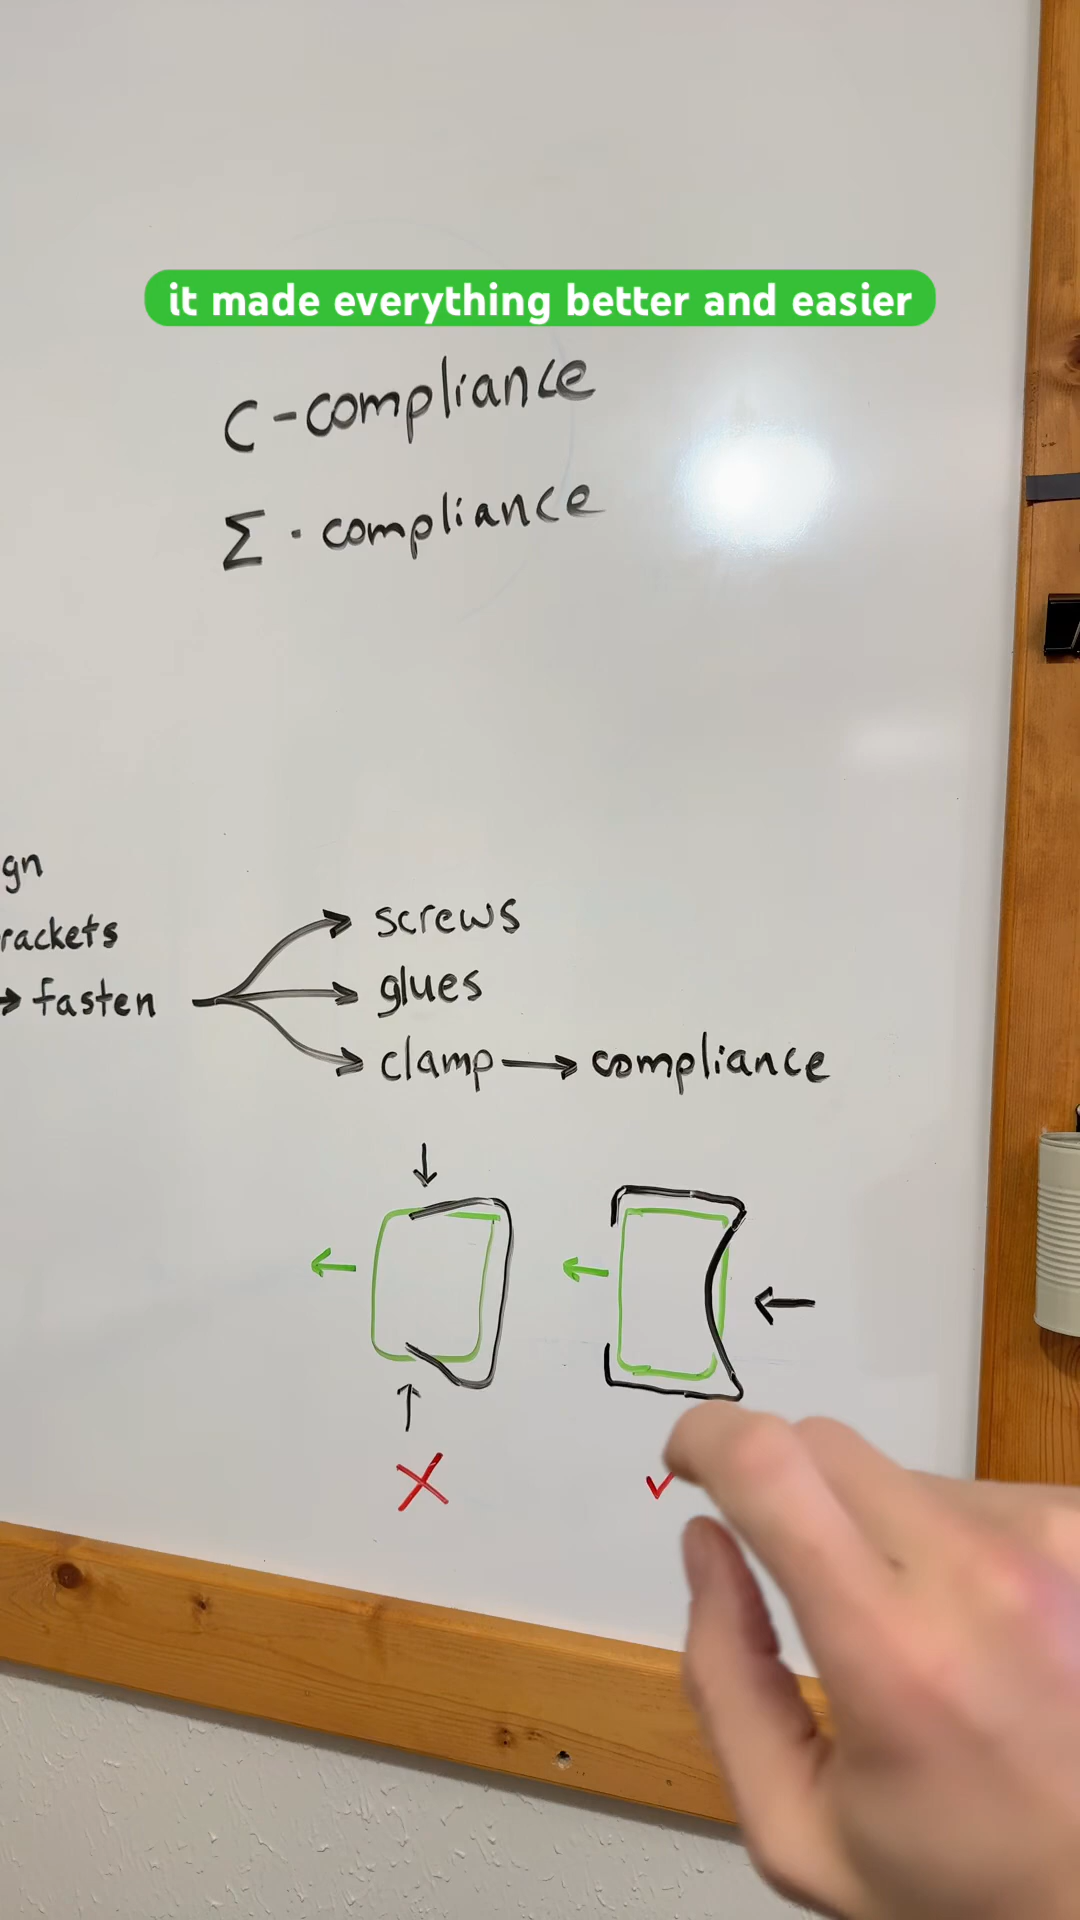 it made everything better and easier
C-compliance
Σ・compliance
gn
rackets
→ fasten
→ screws
→ glues
→ clamp → compliance